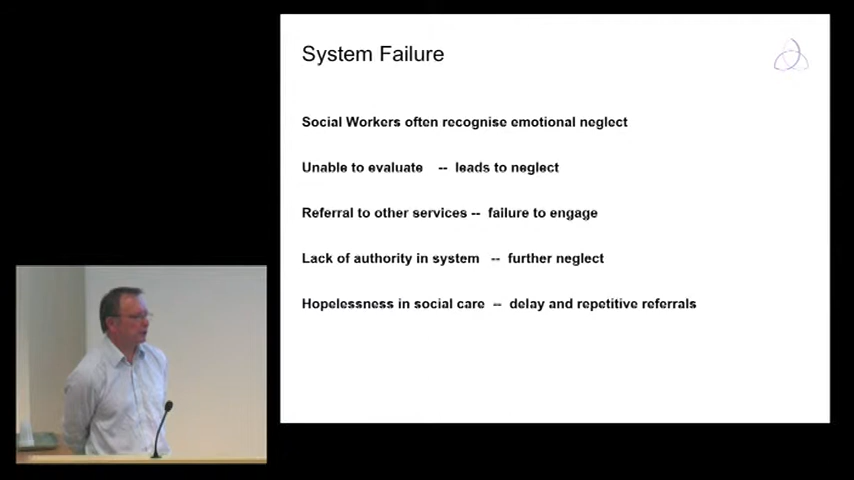 System Failure
Social Workers often recognise emotional neglect
Unable to evaluate -- leads to neglect
Referral to other services -- failure to engage
Lack of authority in system -- further neglect
Hopelessness in social care -- delay and repetitive referrals